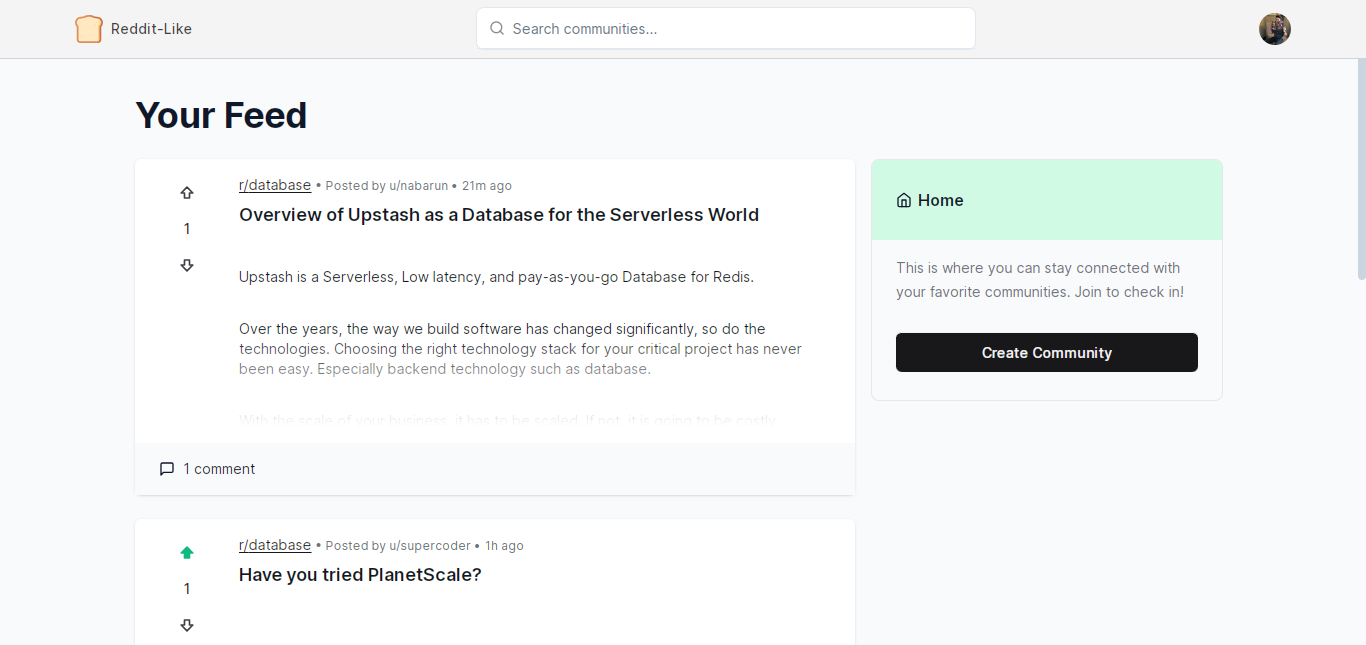 Reddit-Like
Search communities...
Your Feed
r/database • Posted by u/nabarun • 21m ago
1
Overview of Upstash as a Database for the Serverless World
Upstash is a Serverless, Low latency, and pay-as-you-go Database for Redis.
Over the years, the way we build software has changed significantly, so do the
technologies. Choosing the right technology stack for your critical project has never
been easy. Especially backend technology such as database.
With the scale of your business, it has to be scaled. If not, it is going to be costly
1 comment
r/database • Posted by u/supercoder • 1h ago
1
Have you tried PlanetScale?
Home
This is where you can stay connected with
your favorite communities. Join to check in!
Create Community